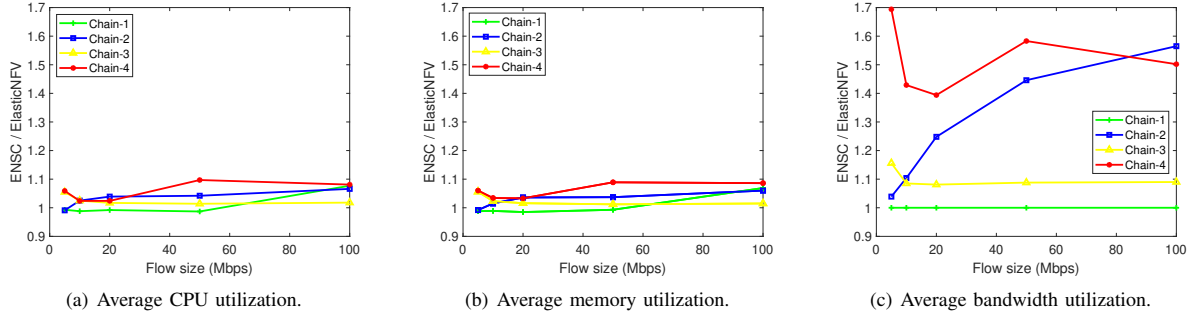 1.7
1.6
1.5
1.4
1.3
1.2
1.1
1
0.9
ENSC / ElasticNFV
Chain-1
Chain-2
Chain-3
Chain-4
0 20 40 60 80 100
Flow size (Mbps)
(a) Average CPU utilization.
1.7
1.6
1.5
1.4
1.3
1.2
1.1
1
0.9
ENSC / ElasticNFV
Chain-1
Chain-2
Chain-3
Chain-4
0 20 40 60 80 100
Flow size (Mbps)
(b) Average memory utilization.
1.7
1.6
1.5
1.4
1.3
1.2
1.1
1
0.9
ENSC / ElasticNFV
Chain-1
Chain-2
Chain-3
Chain-4
0 20 40 60 80 100
Flow size (Mbps)
(c) Average bandwidth utilization.